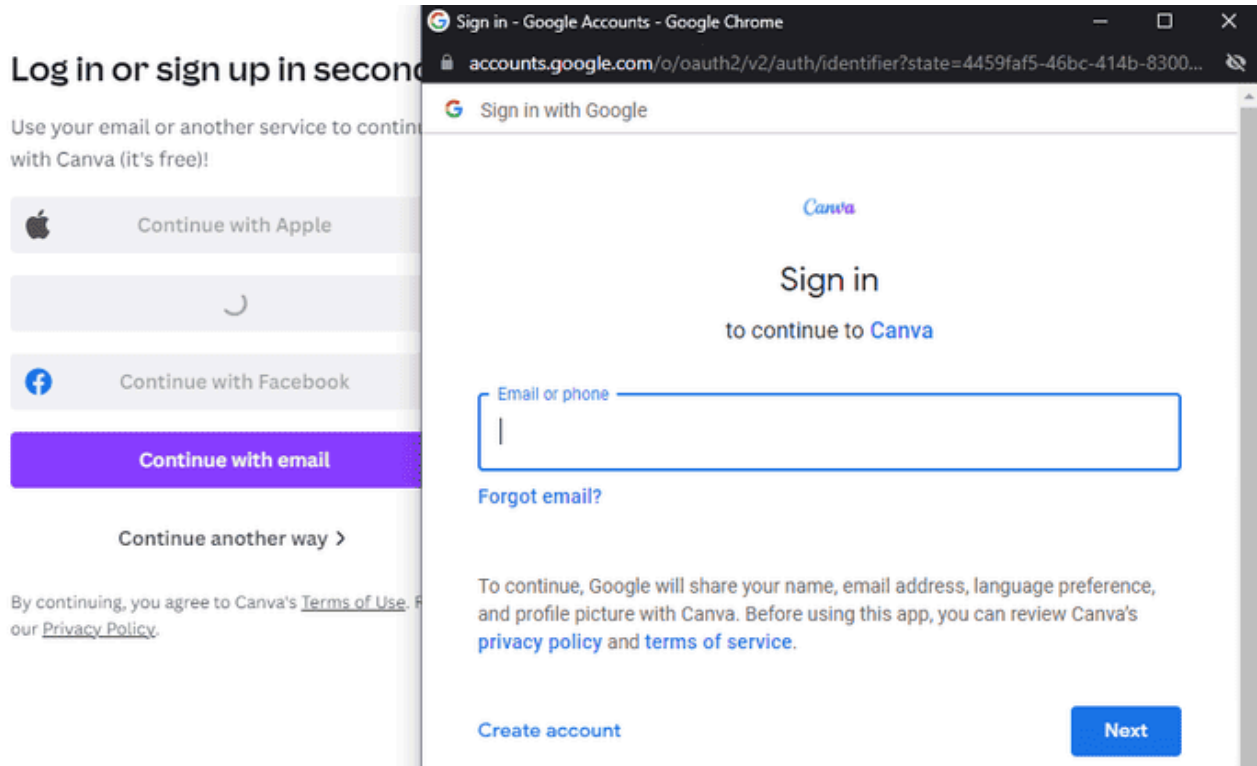 Log in or sign up in secon
Use your email or another service to contin
with Canva (it's free)!
Continue with Apple
Continue with Facebook
Continue with email
Continue another way >
By continuing, you agree to Canva's Terms of Use.
our Privacy Policy.
Sign in - Google Accounts - Google Chrome
accounts.google.com/o/oauth2/v2/auth/identifier?state=4459faf5-46bc-414b-8300...
Sign in with Google
Canva
Sign in
to continue to Canva
Email or phone
Forgot email?
To continue, Google will share your name, email address, language preference,
and profile picture with Canva. Before using this app, you can review Canva's
privacy policy and terms of service.
Create account
Next